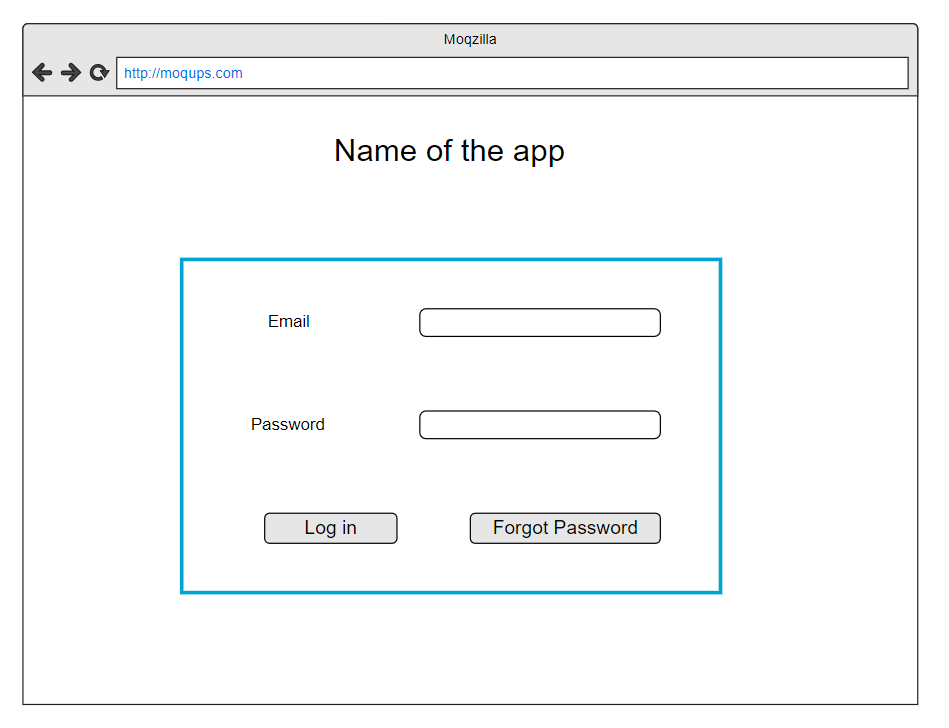 Moqzilla
http://moqups.com
Name of the app
Email
Password
Log in
Forgot Password